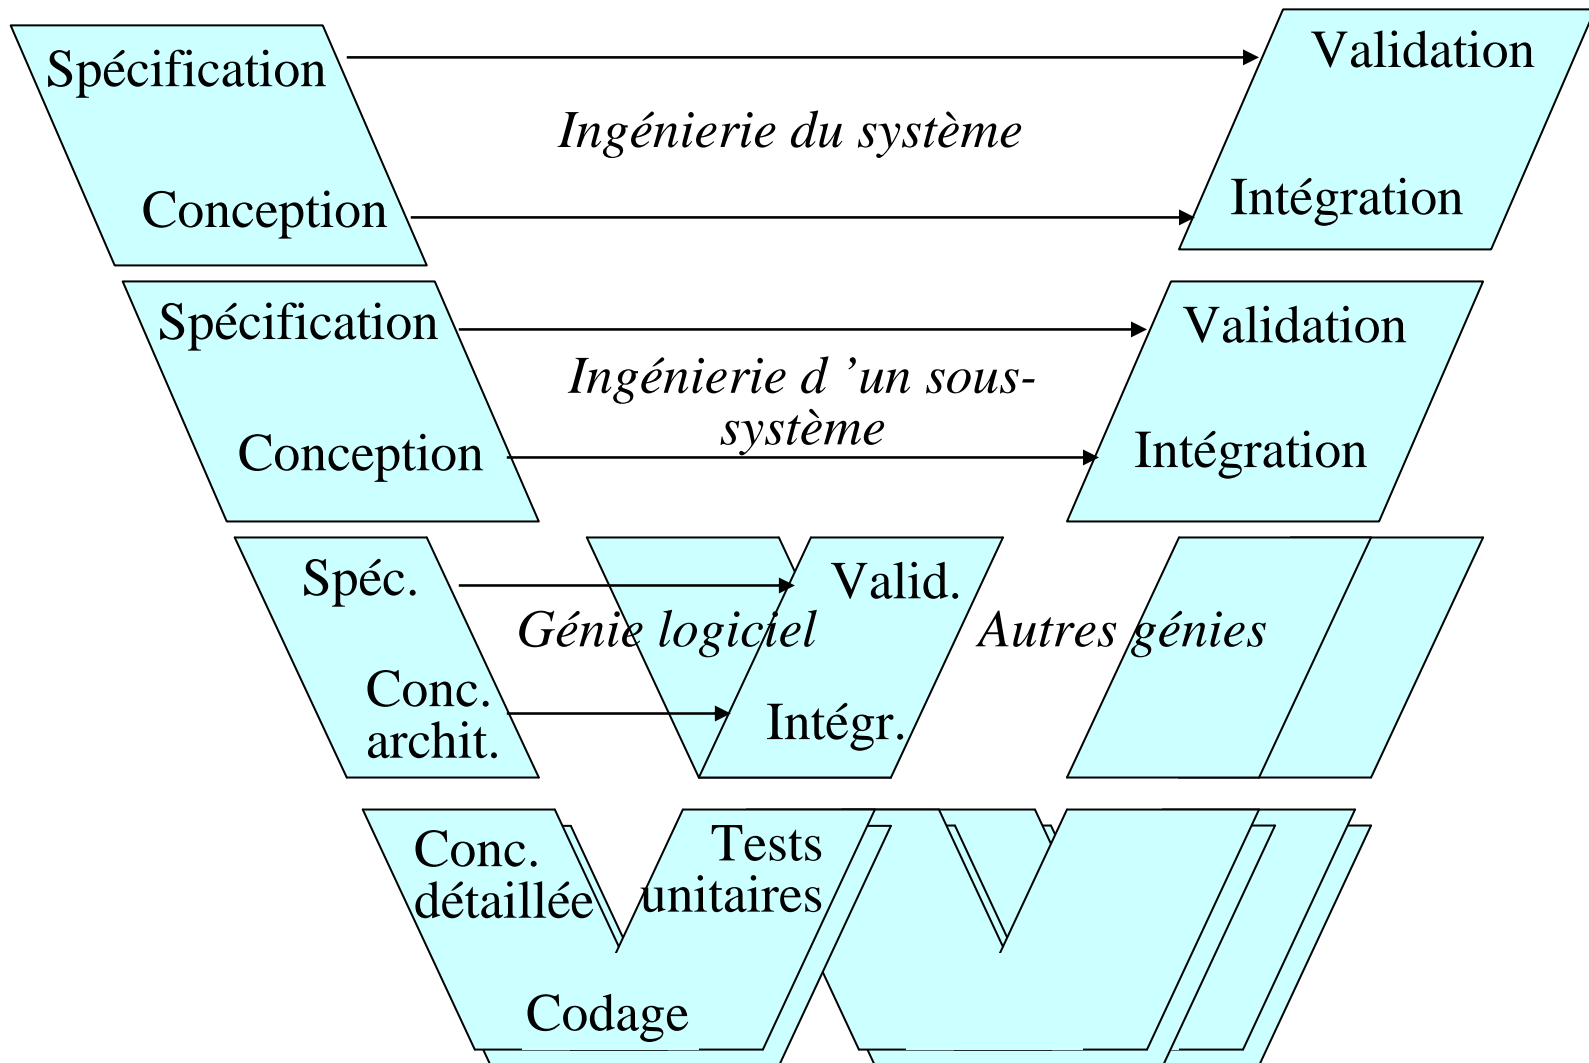 Spécification
Validation
Ingénierie du système
Conception
Intégration
Spécification
Validation
Ingénierie d ’un sous-
système
Conception
Intégration
Spéc.
Valid.
Génie logiciel
Autres génies
Conc.
archit.
Intégr.
Conc.
détaillée
Tests
unitaires
Codage